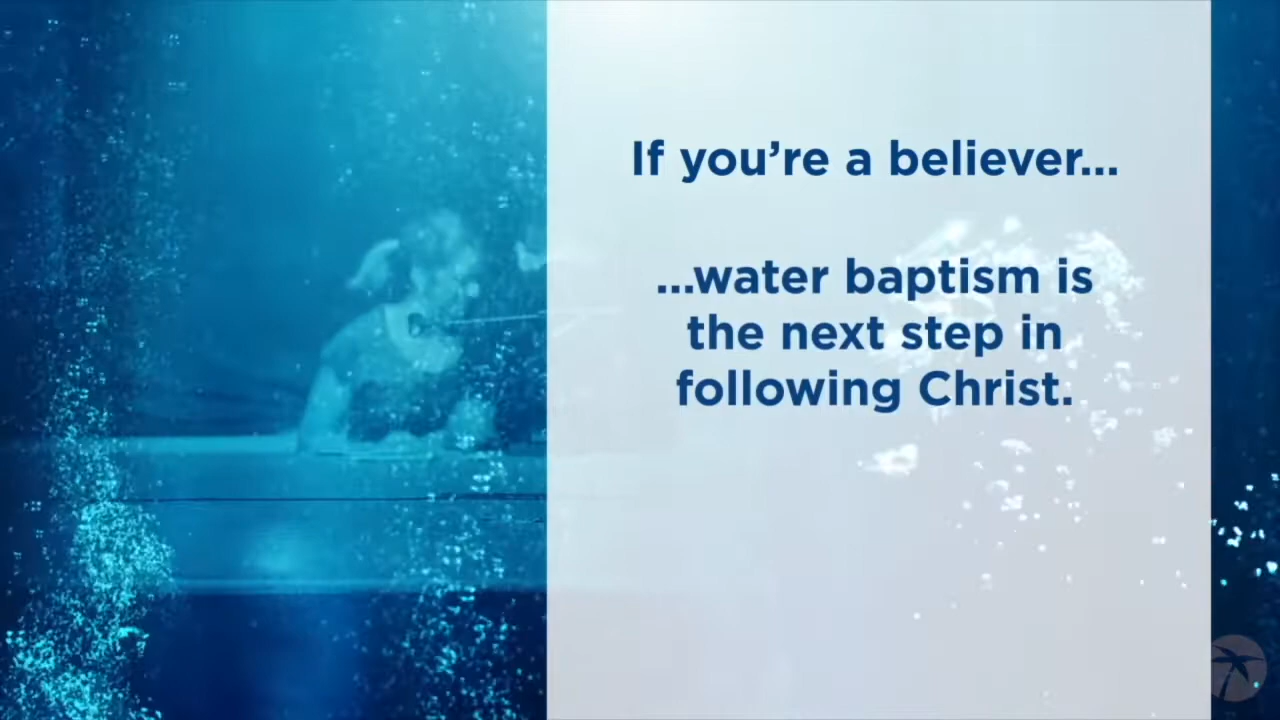 If you’re a believer...
...water baptism is
the next step in
following Christ.